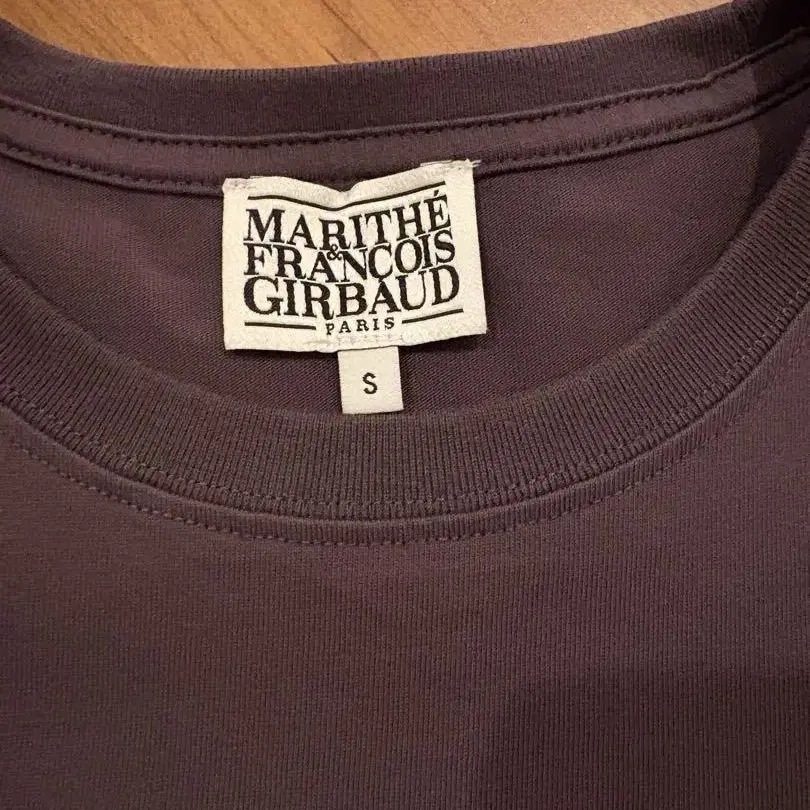 MARITHÉ
&
FRANÇOIS
GIRBAUD
PARIS
S